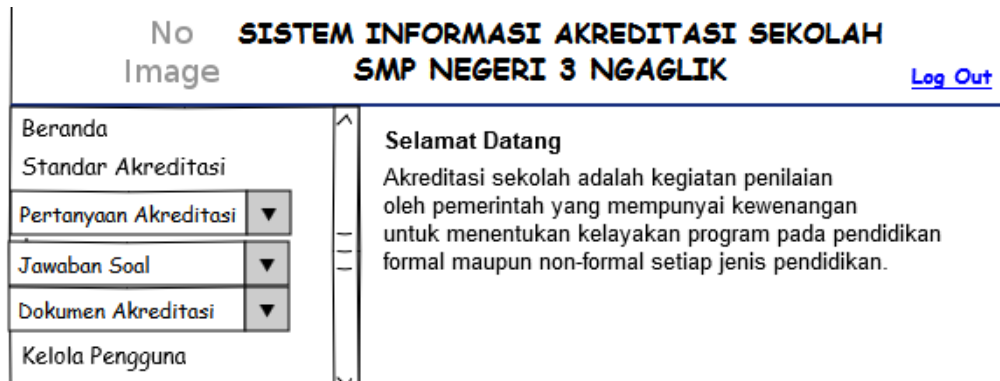 No Image
SISTEM INFORMASI AKREDITASI SEKOLAH
SMP NEGERI 3 NGAGLIK
Log Out
Beranda
Standar Akreditasi
Pertanyaan Akreditasi
Jawaban Soal
Dokumen Akreditasi
Kelola Pengguna
Selamat Datang
Akreditasi sekolah adalah kegiatan penilaian
oleh pemerintah yang mempunyai kewenangan
untuk menentukan kelayakan program pada pendidikan
formal maupun non-formal setiap jenis pendidikan.